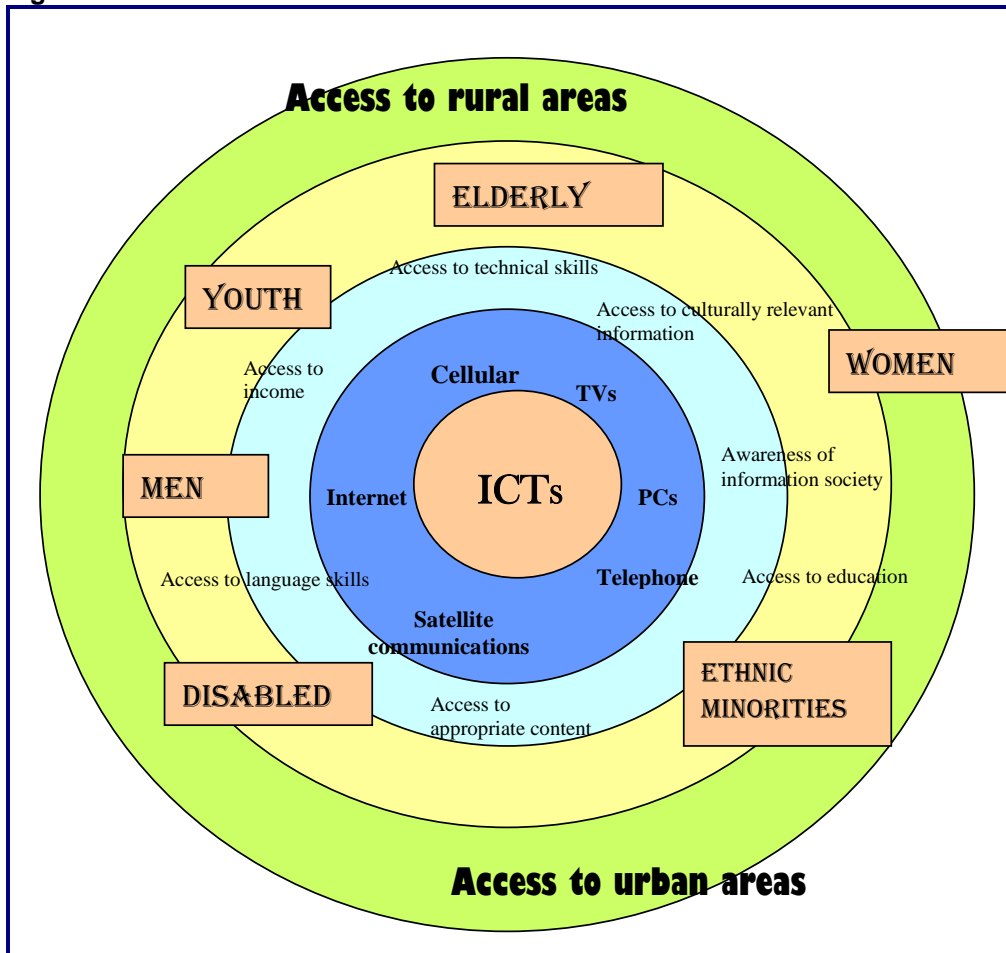 Access to rural areas
ELDERLY
Access to technical skills
YOUTH
Access to culturally relevant
information
WOMEN
Access to
income
Cellular
TVs
Awareness of
information society
MEN
Internet
ICTs
PCs
Access to language skills
Telephone
Access to education
Satellite
communications
DISABLED
ETHNIC
MINORITIES
Access to
appropriate content
Access to urban areas